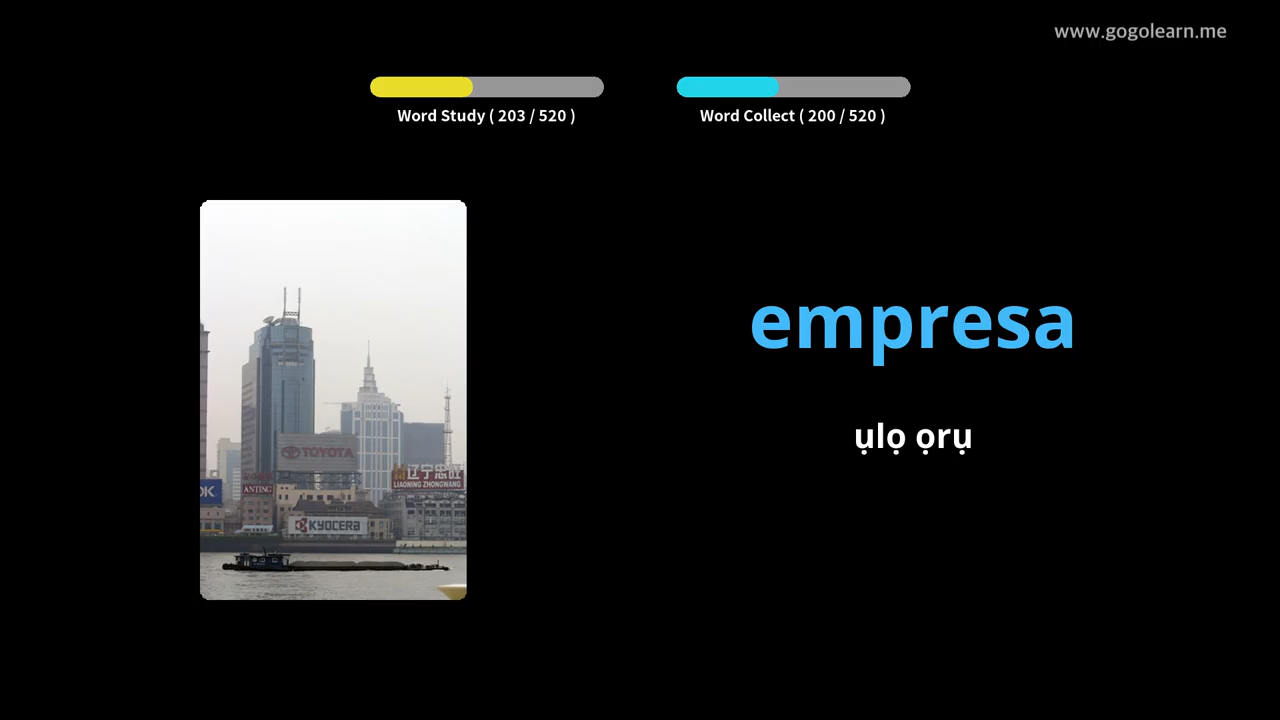 www.gogolearn.me
Word Study ( 203 / 520 )
Word Collect ( 200 / 520 )
empresa
ụlọ ọrụ
TOYOTA
辽宁忠旺
LIAONING ZHONGWANG
OK
ANTING
KYOCERA